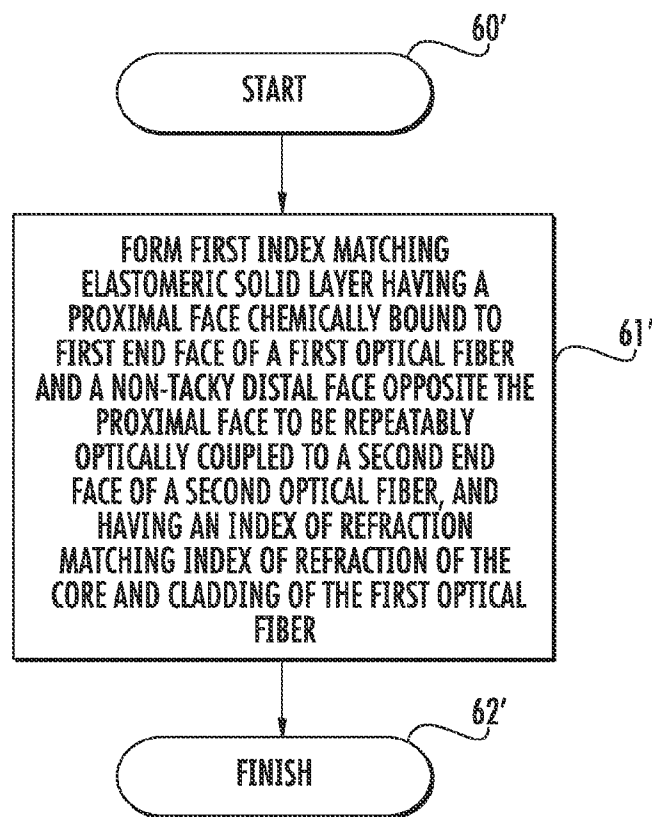 60'
START
FORM FIRST INDEX MATCHING
ELASTOMERIC SOLID LAYER HAVING A
PROXIMAL FACE CHEMICALLY BOUND TO
FIRST END FACE OF A FIRST OPTICAL FIBER
AND A NON-TACKY DISTAL FACE OPPOSITE THE
PROXIMAL FACE TO BE REPEATABLY
OPTICALLY COUPLED TO A SECOND END
FACE OF A SECOND OPTICAL FIBER, AND
HAVING AN INDEX OF REFRACTION
MATCHING INDEX OF REFRACTION OF THE
CORE AND CLADDING OF THE FIRST OPTICAL
FIBER
61'
62'
FINISH